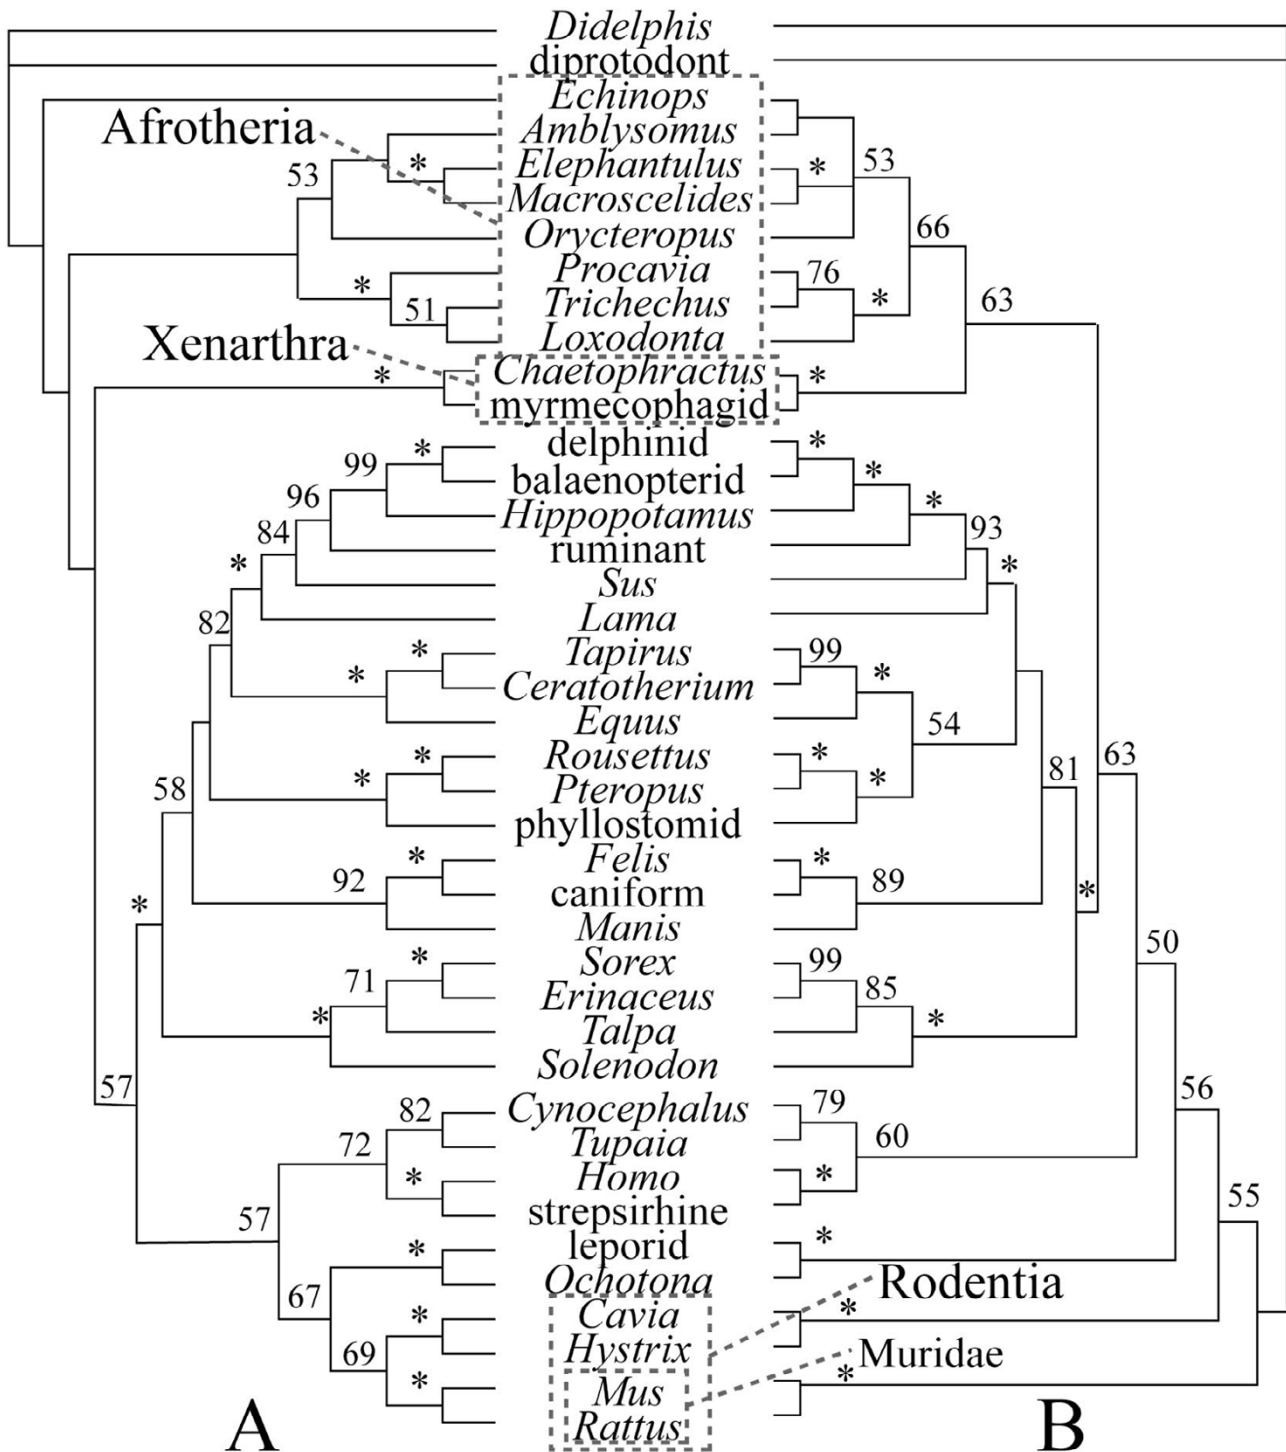 Didelphis
diprotodont
Echinops
Afrotheria
Amblysomus
* Elephantulus *
53 Macroscelides 53
Orycteropus
66
* Procavia 76
51 Trichechus *
Loxodonta 63
Xenarthra
* Chaetophractus *
myrmecophagid
* delphinid *
99 balaenopterid *
96 Hippopotamus *
84 ruminant 93
* Sus *
82 Lama
* Tapirus 99
* Ceratotherium *
Equus 54
* Rousettus *
* Pteropus *
58 phyllostomid 81 63
* Felis *
92 caniform 89
* Manis *
* Sorex 99 50
71 Erinaceus 85
* Talpa *
Solenodon
57 Cynocephalus 79 56
82 Tupaia 60
72
* Homo *
strepsirhine 55
57 leporid *
* Ochotona
67 Cavia * Rodentia
* Hystrix
69 Muridae
* Mus *
Rattus
A B